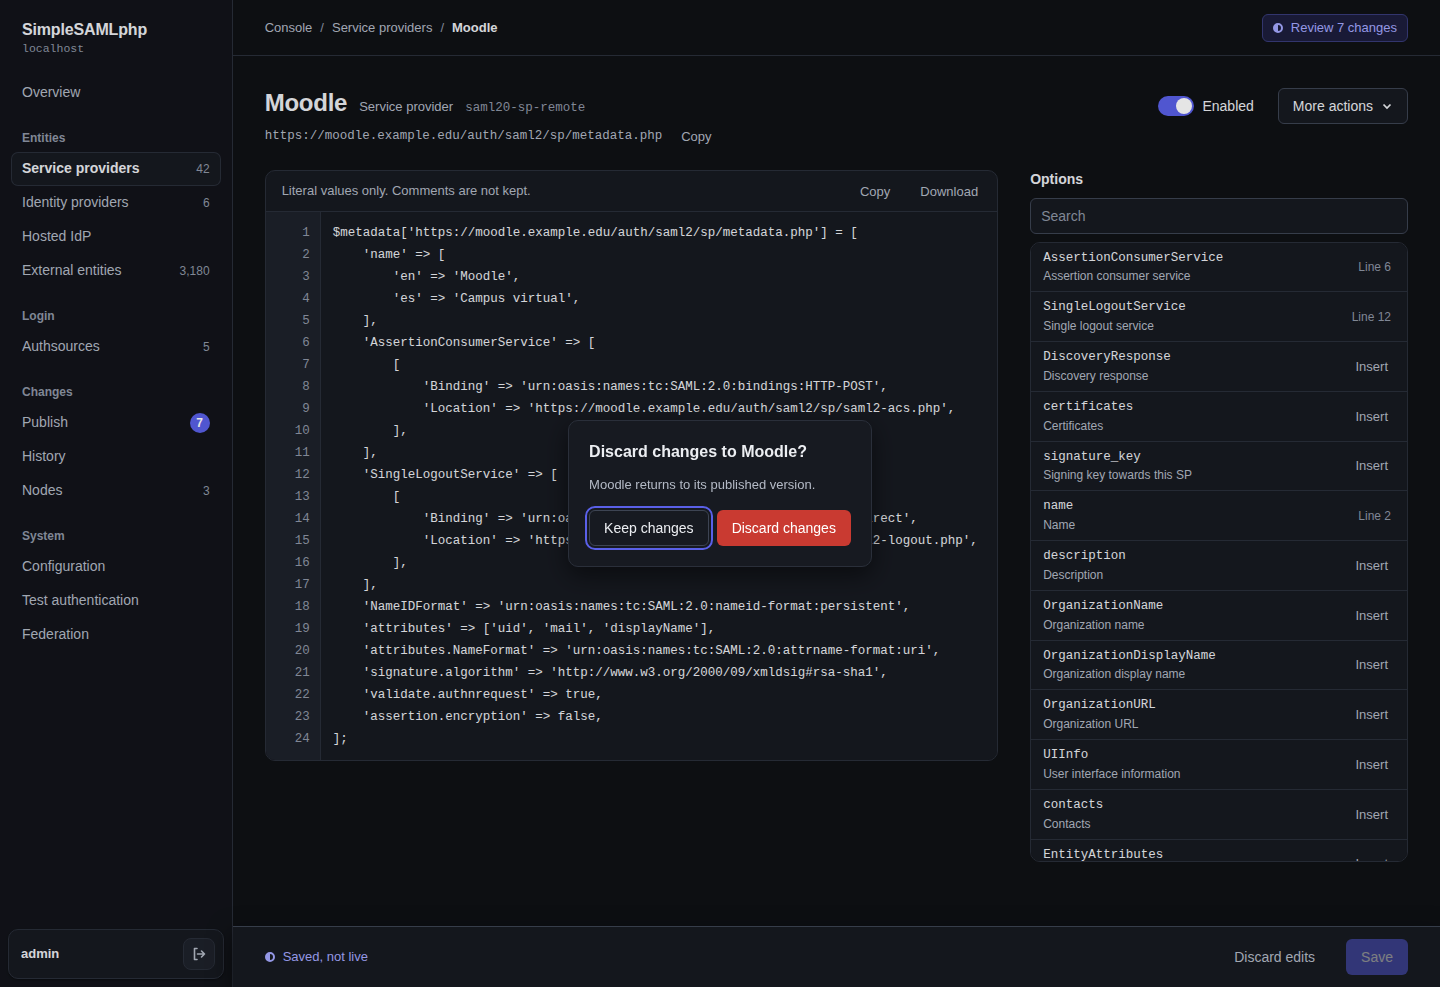 SimpleSAMLphp
localhost
Overview
Entities
Service providers 42
Identity providers 6
Hosted IdP
External entities 3,180
Login
Authsources 5
Changes
Publish 7
History
Nodes 3
System
Configuration
Test authentication
Federation
admin
Console / Service providers / Moodle
Review 7 changes
Moodle Service provider saml20-sp-remote
https://moodle.example.edu/auth/saml2/sp/metadata.php Copy
Enabled
More actions
Literal values only. Comments are not kept. Copy Download
1 $metadata['https://moodle.example.edu/auth/saml2/sp/metadata.php'] = [
2 'name' => [
3 'en' => 'Moodle',
4 'es' => 'Campus virtual',
5 ],
6 'AssertionConsumerService' => [
7 [
8 'Binding' => 'urn:oasis:names:tc:SAML:2.0:bindings:HTTP-POST',
9 'Location' => 'https://moodle.example.edu/auth/saml2/sp/saml2-acs.php',
10 ],
11 ],
12 'SingleLogoutService' => [
13 [
14 'Binding' => 'urn:oa rect',
15 'Location' => 'https 2-logout.php',
16 ],
17 ],
18 'NameIDFormat' => 'urn:oasis:names:tc:SAML:2.0:nameid-format:persistent',
19 'attributes' => ['uid', 'mail', 'displayName'],
20 'attributes.NameFormat' => 'urn:oasis:names:tc:SAML:2.0:attrname-format:uri',
21 'signature.algorithm' => 'http://www.w3.org/2000/09/xmldsig#rsa-sha1',
22 'validate.authnrequest' => true,
23 'assertion.encryption' => false,
24 ];
Discard changes to Moodle?
Moodle returns to its published version.
Keep changes Discard changes
Options
Search
AssertionConsumerService
Assertion consumer service
Line 6
SingleLogoutService
Single logout service
Line 12
DiscoveryResponse
Discovery response
Insert
certificates
Certificates
Insert
signature_key
Signing key towards this SP
Insert
name
Name
Line 2
description
Description
Insert
OrganizationName
Organization name
Insert
OrganizationDisplayName
Organization display name
Insert
OrganizationURL
Organization URL
Insert
UIInfo
User interface information
Insert
contacts
Contacts
Insert
EntityAttributes
Saved, not live
Discard edits
Save